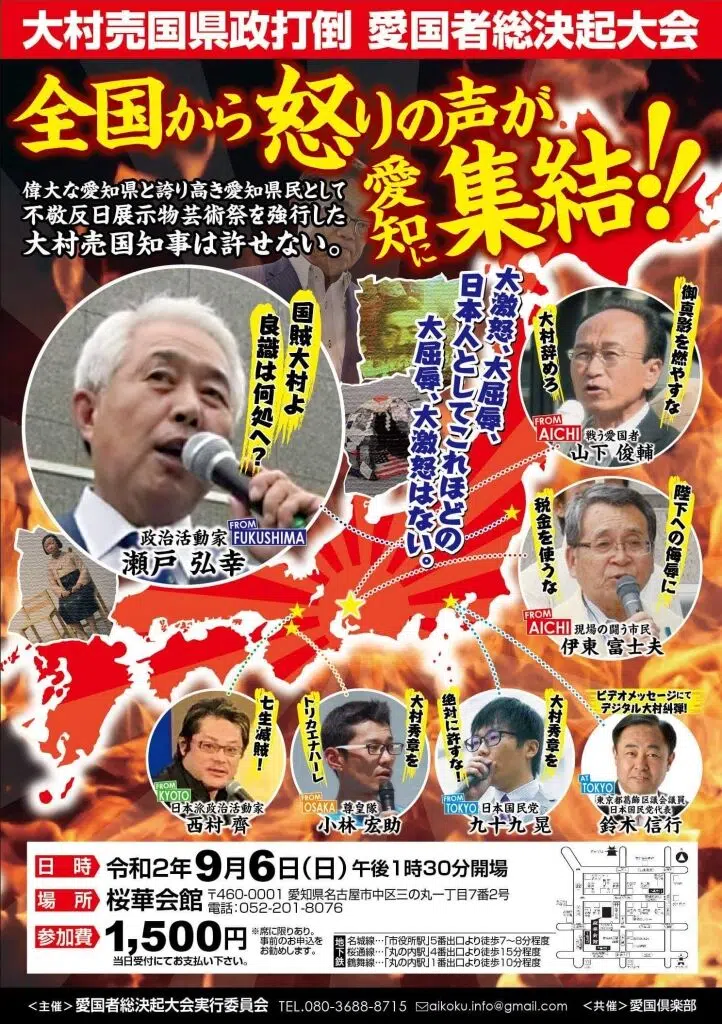 大村売国県政打倒 愛国者総決起大会
全国から怒りの声が
愛知に
集結!!
偉大な愛知県と誇り高き愛知県民として
不敬反日展示物芸術祭を強行した
大村売国知事は許せない。
国賊大村よ
良識は何処へ?
FROM FUKUSHIMA
政治活動家
瀬戸 弘幸
大激怒、大屈辱、
日本人としてこれほどの
大屈辱、大激怒はない。
御真影を燃やすな
大村辞めろ
FROM AICHI
戦う愛国者
山下 俊輔
陛下への侮辱に
税金を使うな
FROM AICHI
現場の闘う市民
伊東 富士夫
七生滅賊!
FROM KYOTO
日本派政治活動家
西村 齊
大村秀章を
トリカエナハーレ
FROM OSAKA
尊皇隊
小林 宏助
大村秀章を
絶対に許すな!
FROM TOKYO
日本国民党
九十九 晃
ビデオメッセージにて
デジタル大村糾弾!
AT TOKYO
東京都葛飾区議会議員
日本国民党代表
鈴木 信行
日時 令和2年9月6日(日)午後1時30分開場
場所 桜華会館 〒460-0001 愛知県名古屋市中区三の丸一丁目7番2号
電話:052-201-8076
参加費 1,500円
当日受付にてお支払い下さい。
※席に限りあり。
事前のお申込を
お勧めします。
地下鉄
名城線…「市役所駅」5番出口より徒歩7~8分程度
桜通線…「丸の内駅」4番出口より徒歩15分程度
鶴舞線…「丸の内駅」1番出口より徒歩10分程度
桜華会館
<主催>愛国者総決起大会実行委員会 TEL.080-3688-8715 aikoku.info@gmail.com <共催>愛国倶楽部